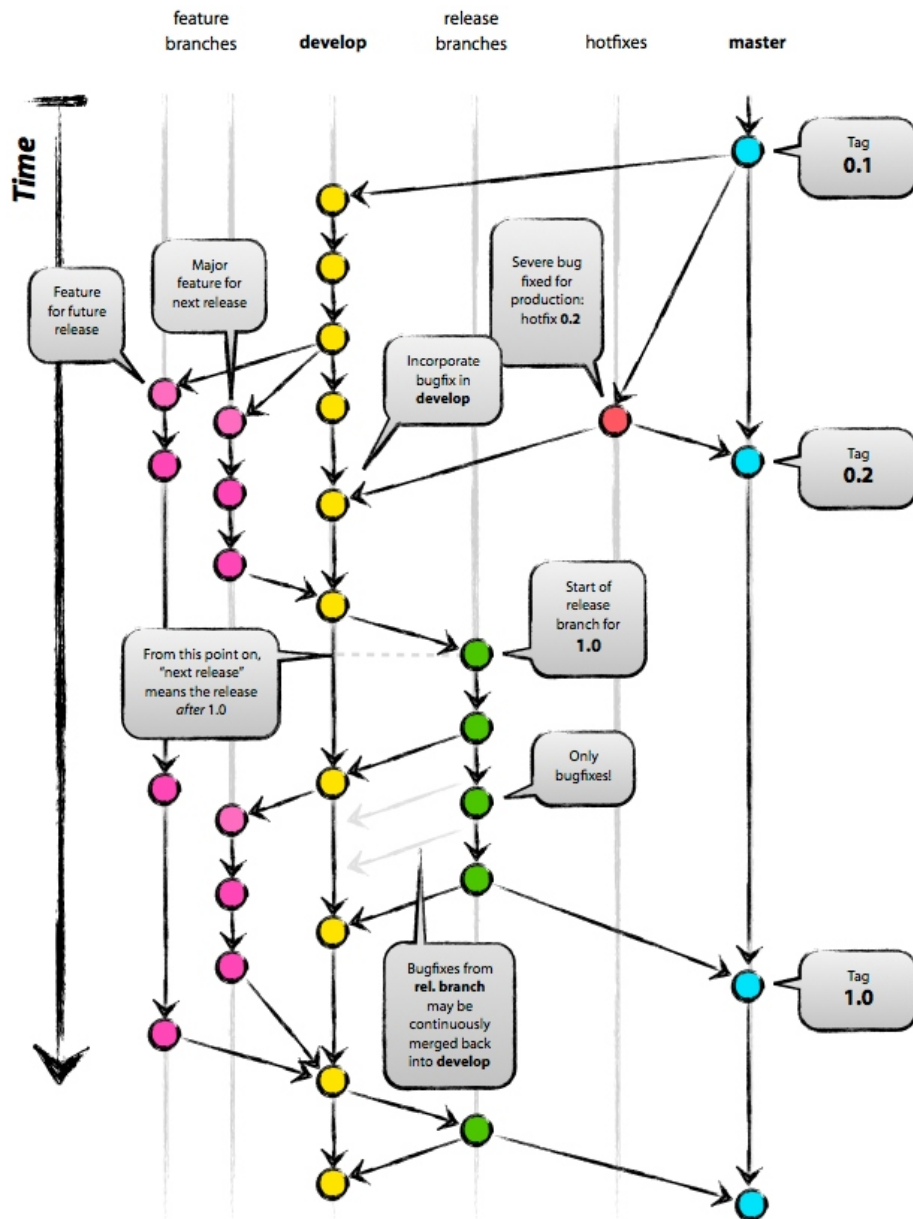 feature
branches
develop
release
branches
hotfixes
master
Time
Tag
0.1
Feature
for future
release
Major
feature for
next release
Severe bug
fixed for
production:
hotfix 0.2
Incorporate
bugfix in
develop
Tag
0.2
Start of
release
branch for
1.0
From this point on,
“next release”
means the release
after 1.0
Only
bugfixes!
Bugfixes from
rel. branch
may be
continuously
merged back
into develop
Tag
1.0